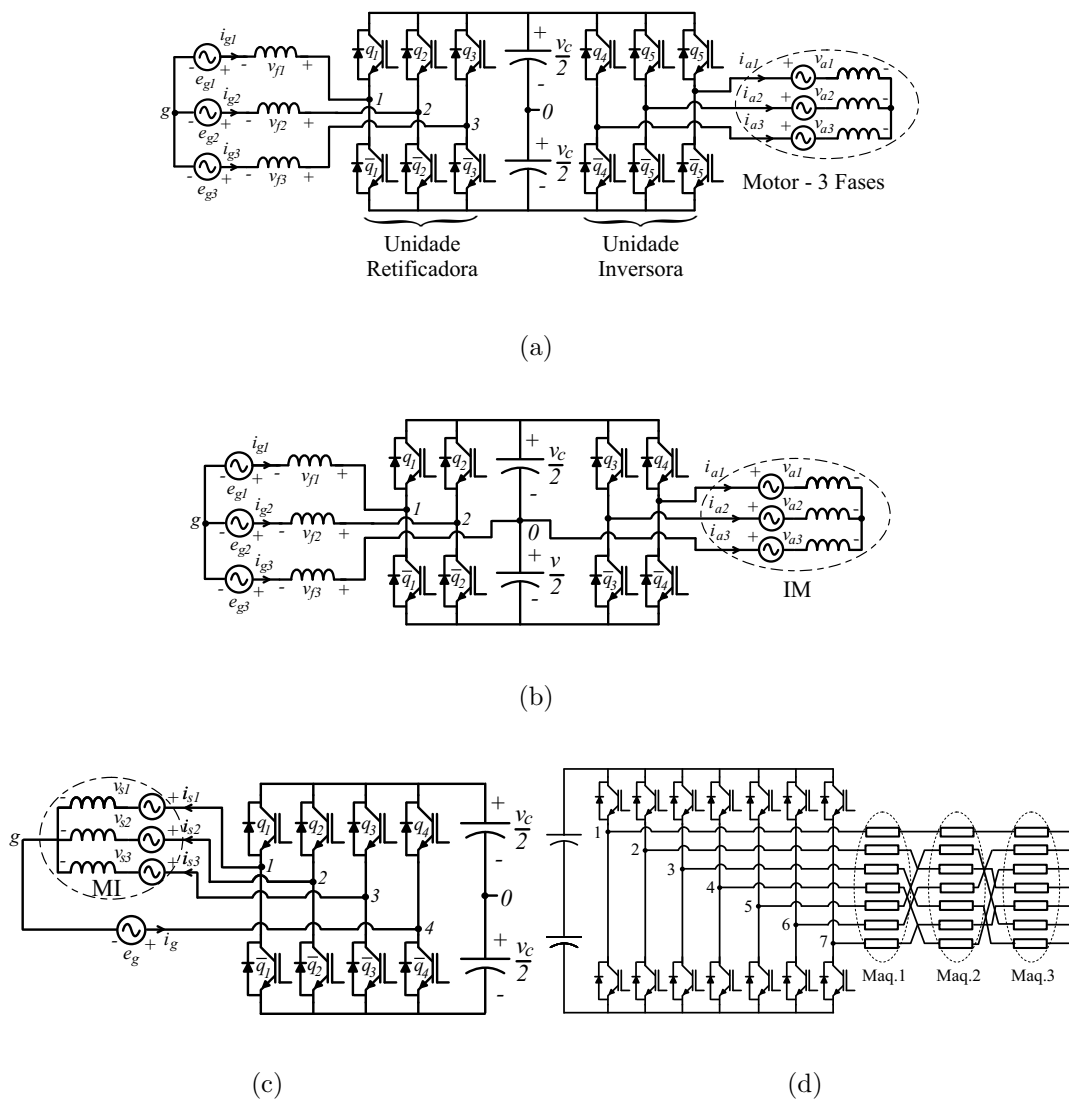 i_g1
e_g1
- v_f1 +
i_g2
g
e_g2
- v_f2 +
i_g3
e_g3
- v_f3 +
q_1 q_2 q_3
1
2
3
q̅_1 q̅_2 q̅_3
+ v_c/2 -
0
+ v_c/2 -
q_4 q_5 q_5
q̅_4 q̅_5 q̅_5
i_a1 + v_a1 -
i_a2 + v_a2
i_a3 + v_a3 -
Motor - 3 Fases
Unidade
Retificadora
Unidade
Inversora
(a)
i_g1
e_g1
- v_f1 +
i_g2
g
e_g2
- v_f2 +
i_g3
e_g3
- v_f3 +
q_1 q_2
1
2
q̅_1 q̅_2
+ v_c/2 -
0
+ v/2 -
q_3 q_4
q̅_3 q̅_4
i_a1 + v_a1 -
i_a2 + v_a2 -
i_a3 + v_a3
IM
(b)
v_s1 + i_s1
v_s2 + i_s2
g
v_s3 + i_s3
MI
- e_g + i_g
q_1 q_2 q_3 q_4
1
2
3
4
q̅_1 q̅_2 q̅_3 q̅_4
+ v_c/2 -
0
+ v_c/2 -
(c)
1
2
3
4
5
6
7
Maq.1 Maq.2 Maq.3
(d)